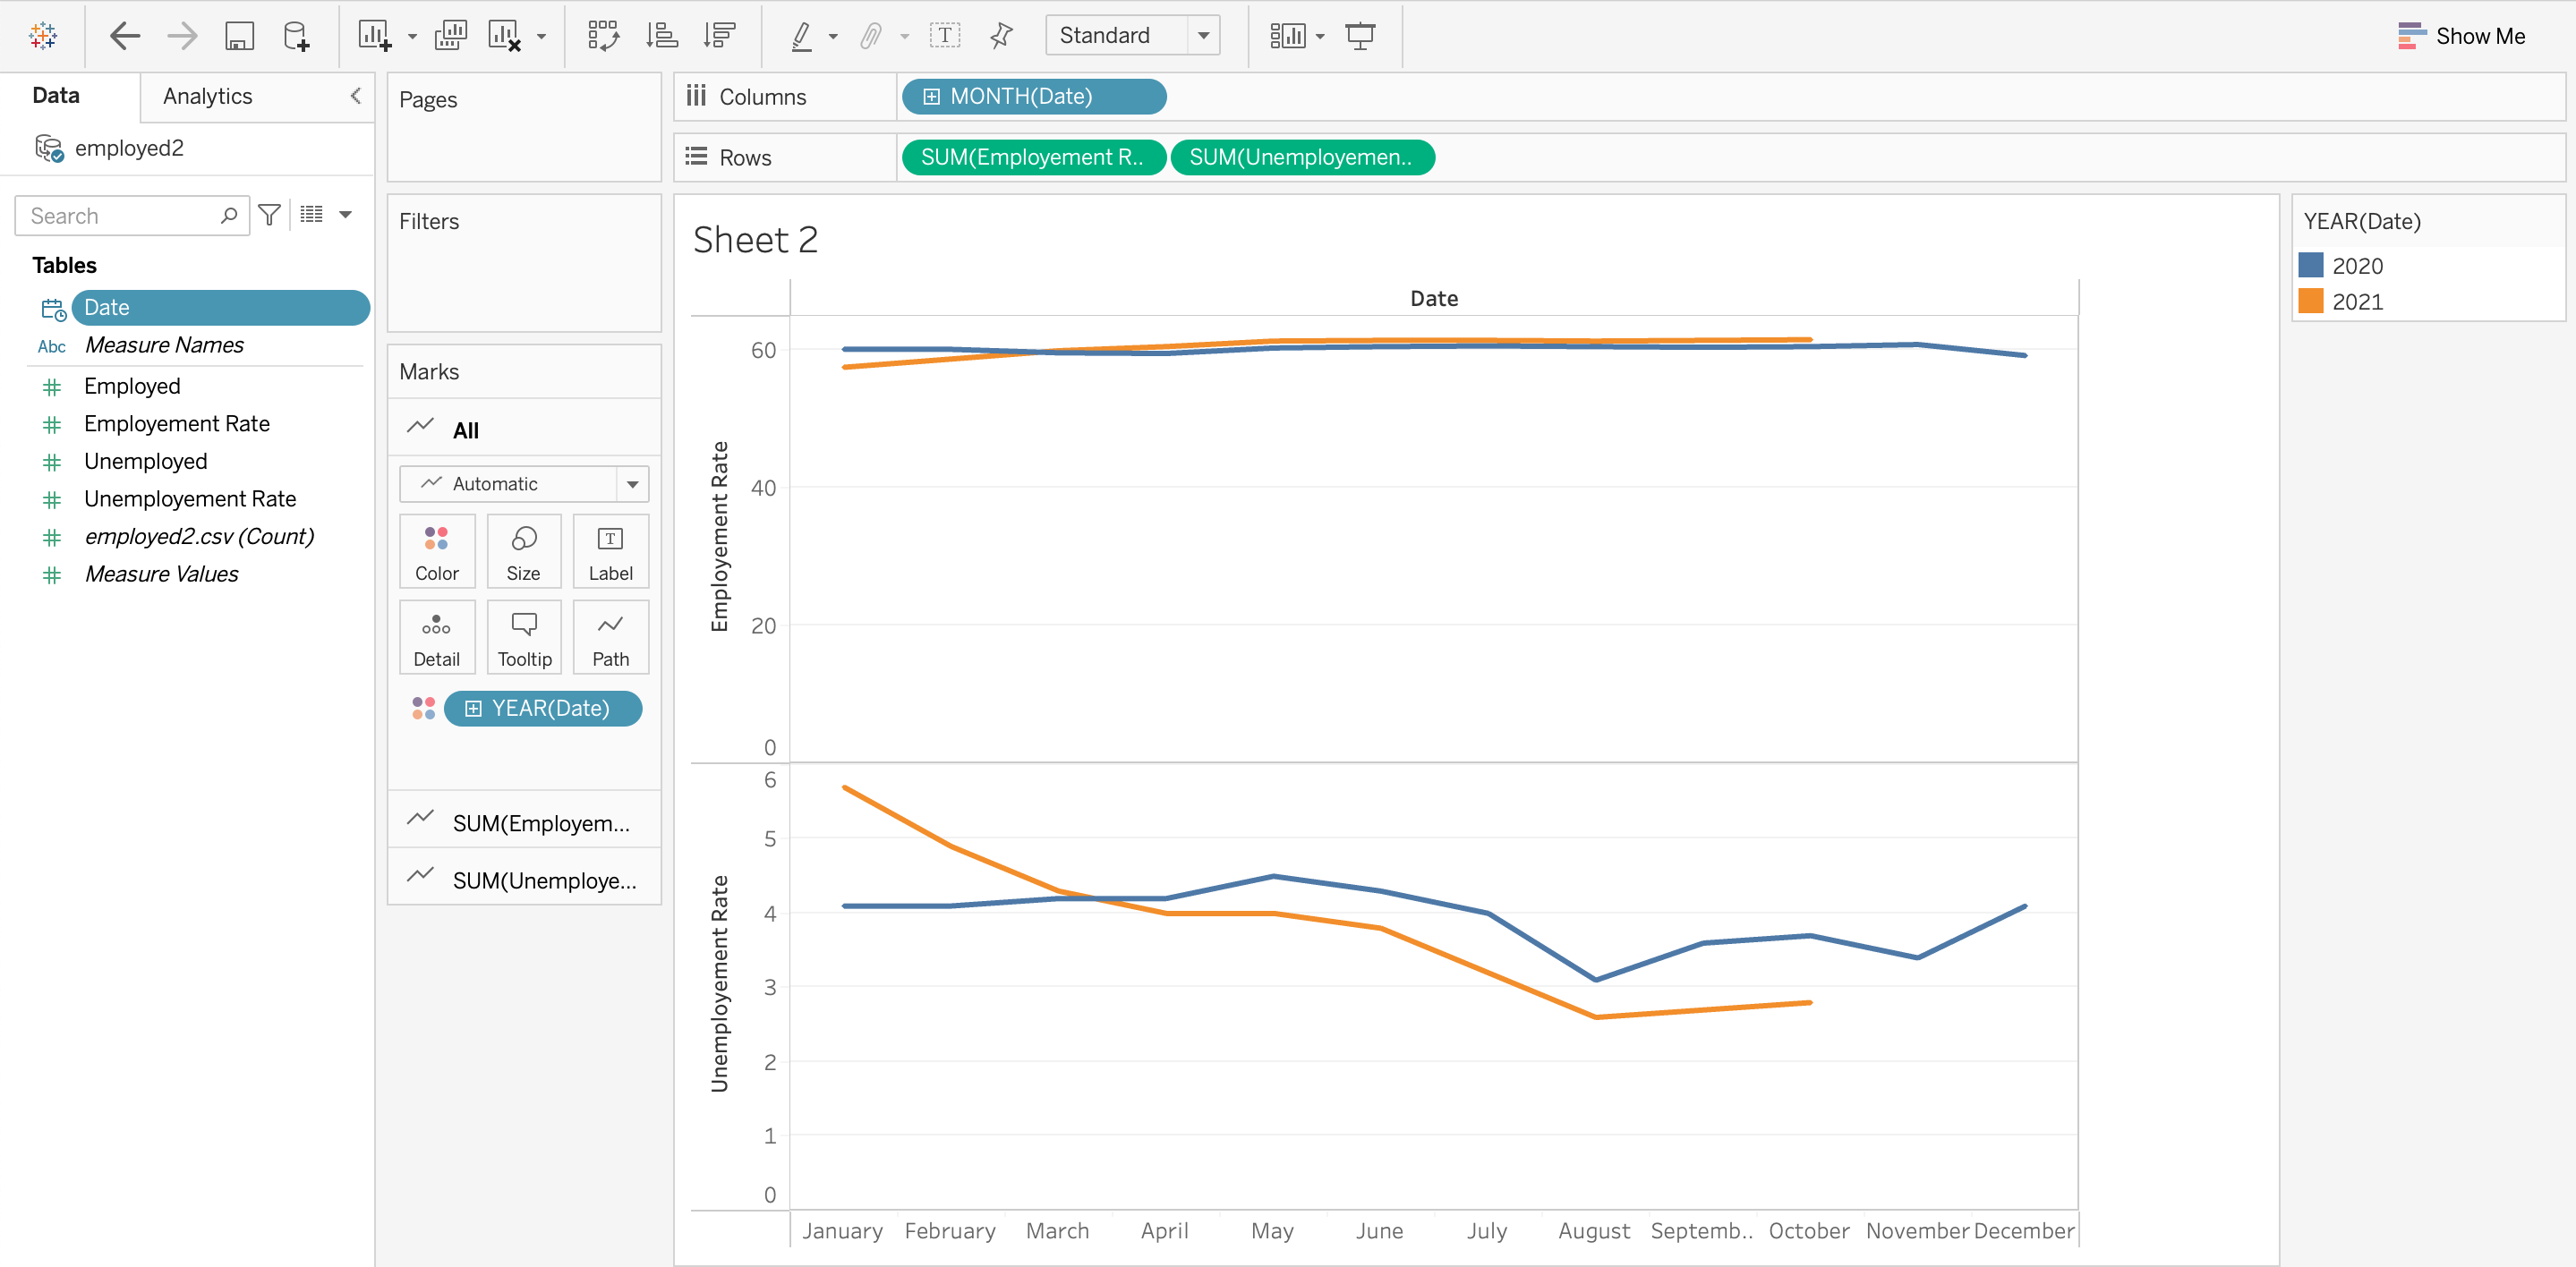 Standard
Show Me
Data
Analytics
employed2
Search
Tables
Date
Abc Measure Names
Employed
Employement Rate
Unemployed
Unemployement Rate
employed2.csv (Count)
Measure Values
Pages
Filters
Marks
All
Automatic
Color Size Label
Detail Tooltip Path
YEAR(Date)
SUM(Employem...
SUM(Unemploye...
Columns MONTH(Date)
Rows SUM(Employement R.. SUM(Unemployemen..
Sheet 2
Date
Employement Rate
60
40
20
0
Unemployement Rate
6
5
4
3
2
1
0
January February March April May June July August Septemb.. October November December
YEAR(Date)
2020
2021